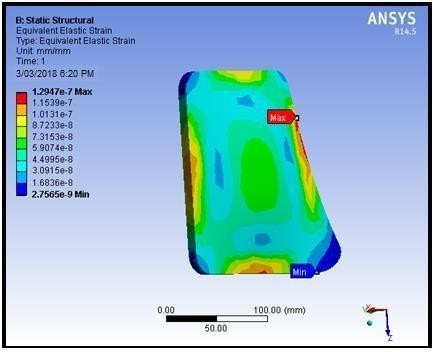 B: Static Structural
Equivalent Elastic Strain
Type: Equivalent Elastic Strain
Unit: mm/mm
Time: 1
3/03/2018 6:20 PM
1.2947e-7 Max
1.1539e-7
1.0131e-7
8.7233e-8
7.3153e-8
5.9074e-8
4.4995e-8
3.0915e-8
1.6836e-8
2.7565e-9 Min
ANSYS
R14.5
Max
Min
0.00
100.00 (mm)
50.00
X
Z